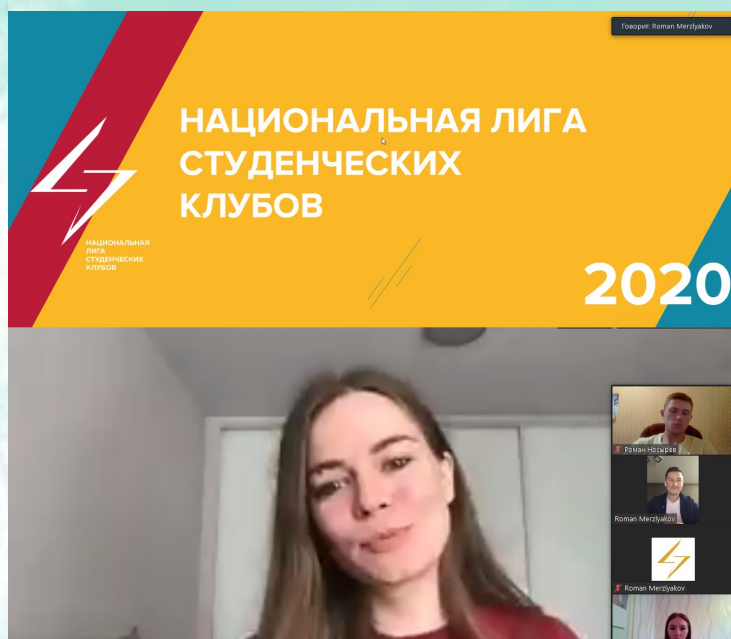 Говорит: Roman Merzlyakov
НАЦИОНАЛЬНАЯ ЛИГА
СТУДЕНЧЕСКИХ
КЛУБОВ
НАЦИОНАЛЬНАЯ
ЛИГА
СТУДЕНЧЕСКИХ
КЛУБОВ
2020
Роман Носырев
Roman Merzlyakov
Roman Merzlyakov